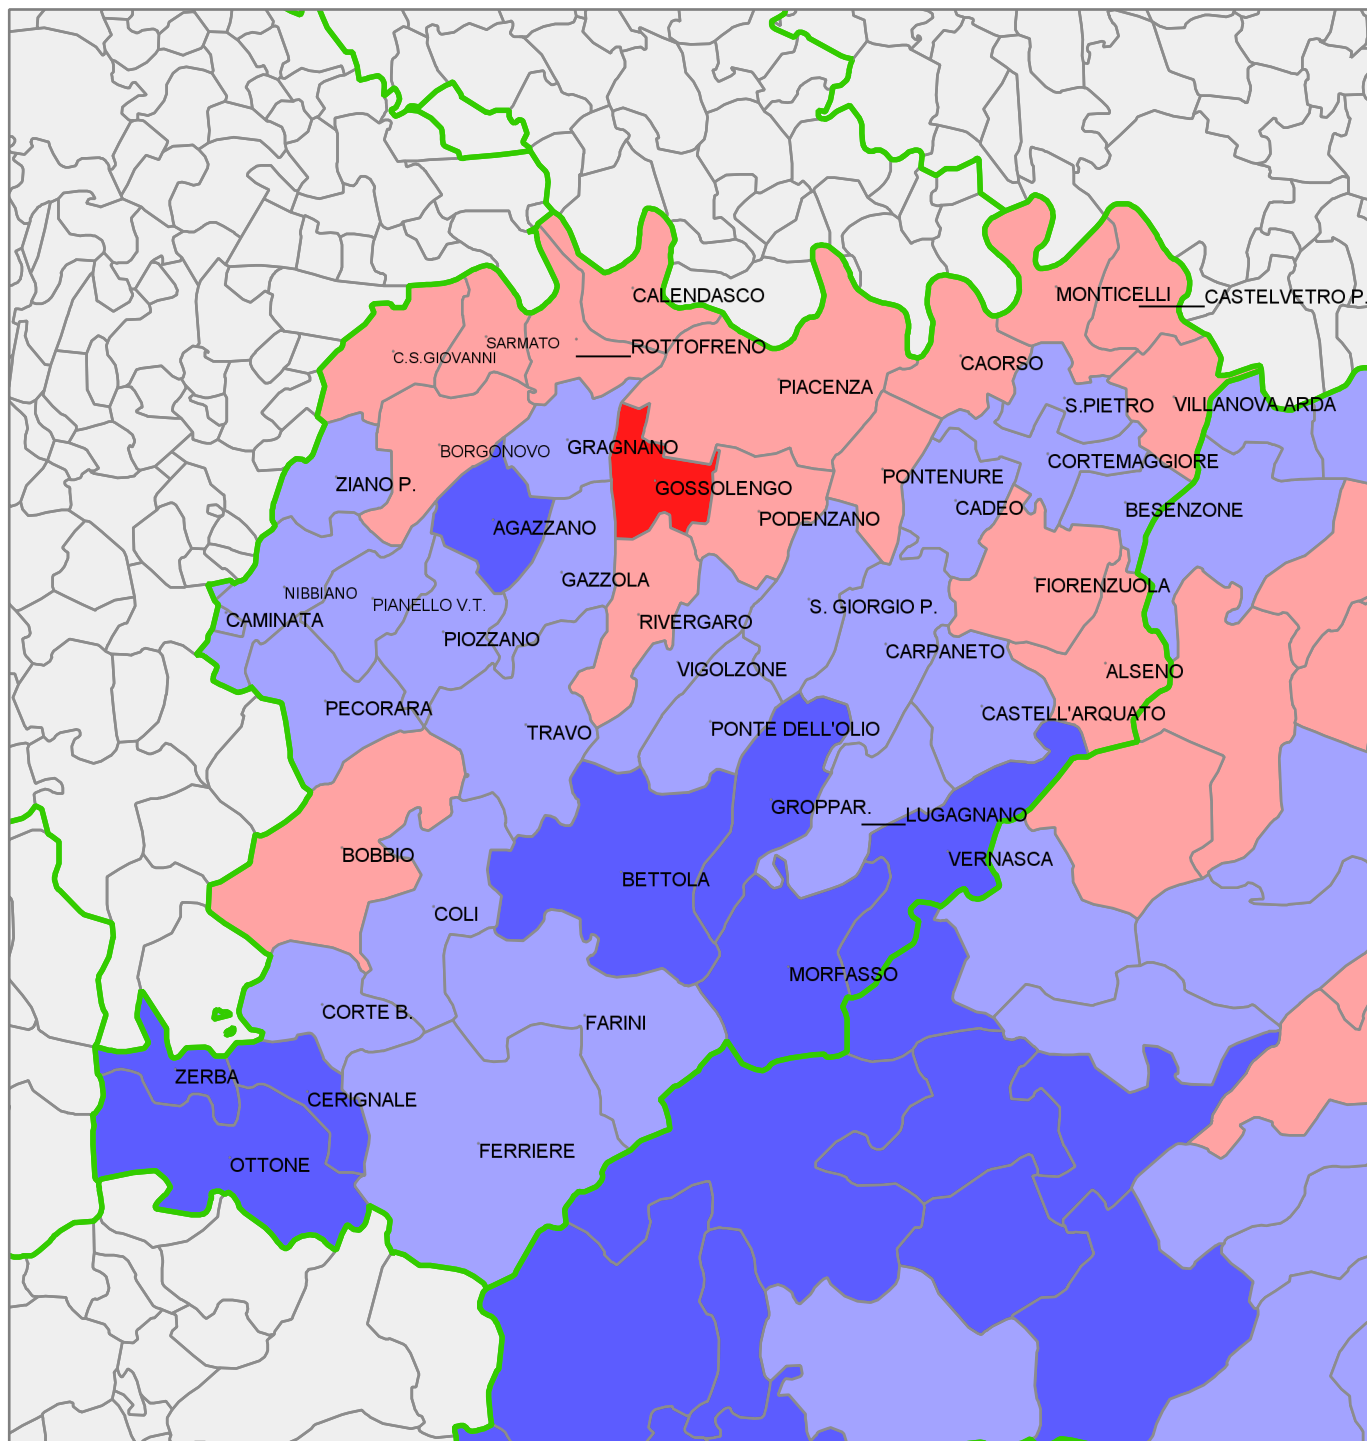 CALENDASCO
MONTICELLI
CASTELVETRO P.
SARMATO
ROTTOFRENO
C.S.GIOVANNI
CAORSO
PIACENZA
S.PIETRO
VILLANOVA ARDA
GRAGNANO
BORGONOVO
CORTEMAGGIORE
PONTENURE
ZIANO P.
GOSSOLENGO
CADEO
BESENZONE
PODENZANO
AGAZZANO
GAZZOLA
FIORENZUOLA
NIBBIANO
PIANELLO V.T.
S. GIORGIO P.
CAMINATA
RIVERGARO
PIOZZANO
CARPANETO
VIGOLZONE
ALSENO
PECORARA
CASTELL'ARQUATO
TRAVO
PONTE DELL'OLIO
GROPPAR.
LUGAGNANO
BOBBIO
VERNASCA
BETTOLA
COLI
MORFASSO
CORTE B.
FARINI
ZERBA
CERIGNALE
FERRIERE
OTTONE